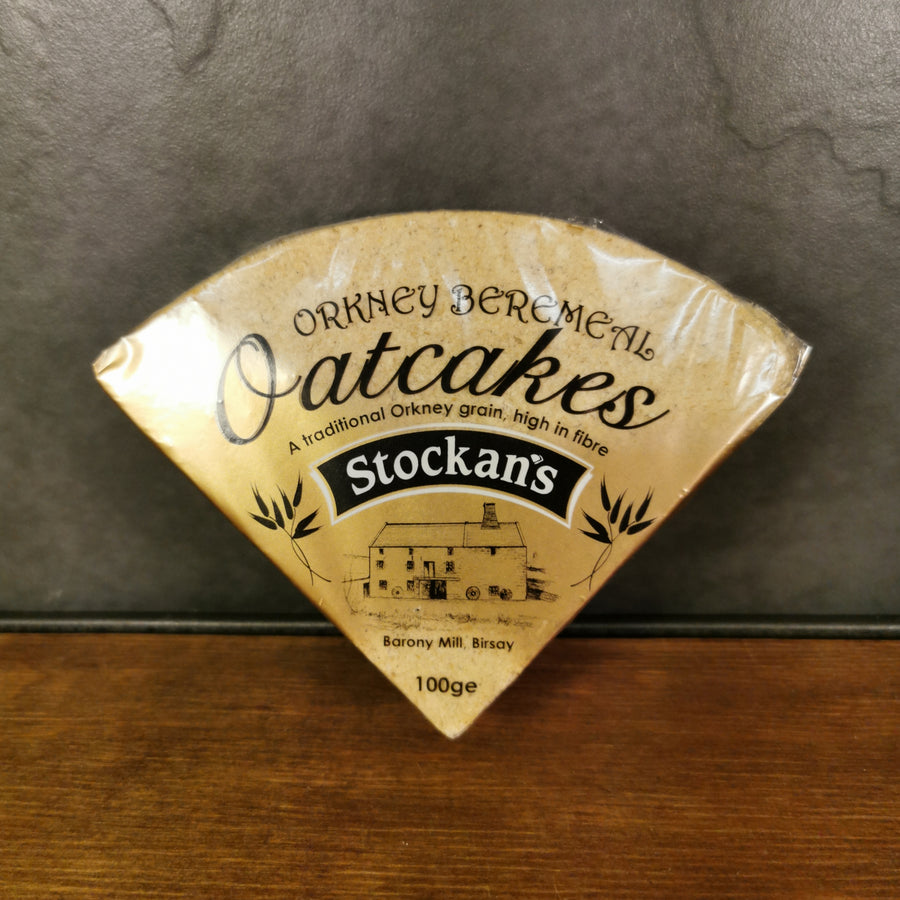 ORKNEY BEREMEAL
Oatcakes
A traditional Orkney grain, high in fibre
Stockan's
Barony Mill, Birsay
100ge